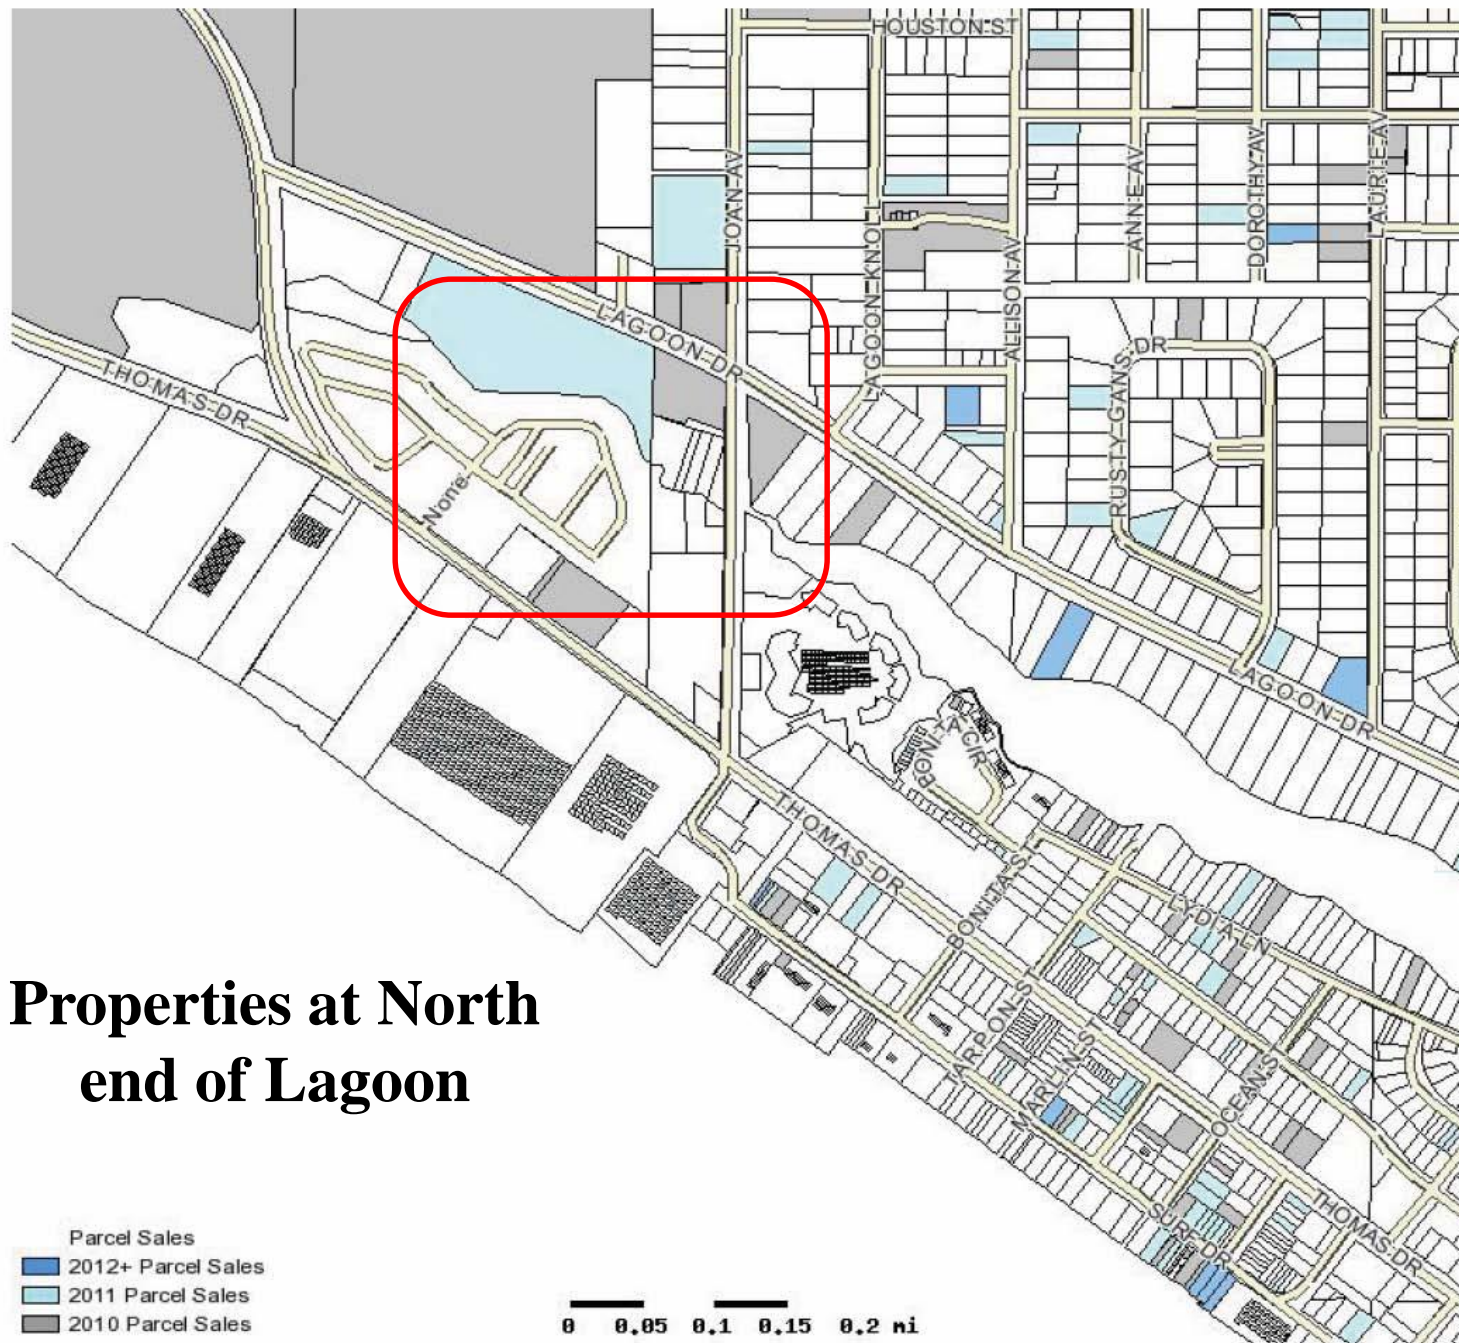 HOUSTON ST
JOAN AV
LAGOON KNOLL
ALLISON AV
ANNE AV
DOROTHY AV
LAURIE AV
LAGOON DR
THOMAS DR
None
RUSTY GANS DR
LAGOON DR
BONITA CIR
THOMAS DR
BONITA ST
LYDIA LN
TARPON ST
MARLIN ST
OCEAN S
THOMAS DR
SURF DR
Properties at North
end of Lagoon
Parcel Sales
2012+ Parcel Sales
2011 Parcel Sales
2010 Parcel Sales
0 0.05 0.1 0.15 0.2 mi